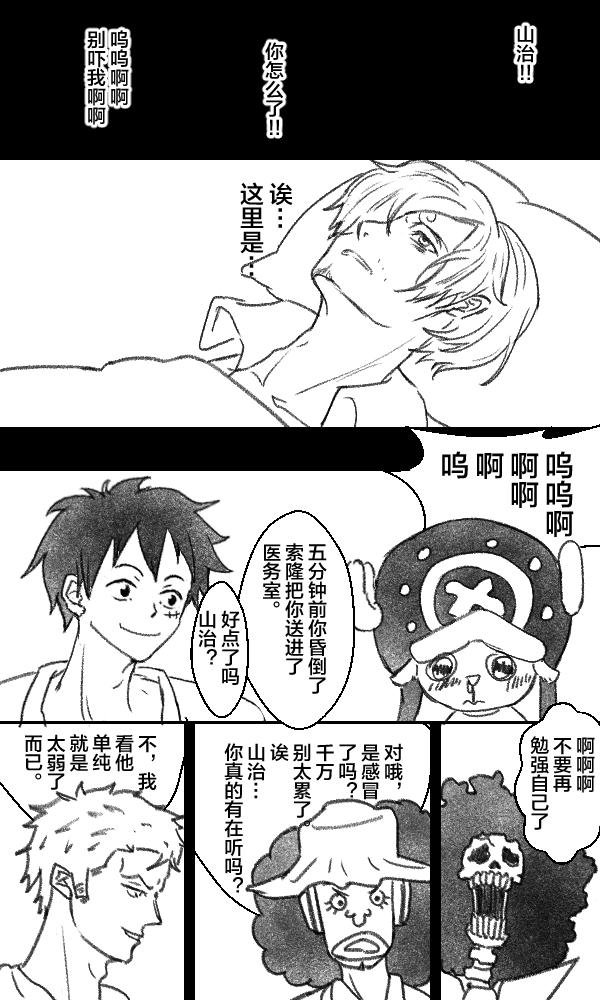 山治!!
你怎么了!!
呜呜啊啊
别吓我啊啊
诶…
这里是…
呜呜啊
啊啊
啊
呜
五分钟前你昏倒了
索隆把你送进了
医务室。
好点了吗
山治?
啊啊啊
不要再
勉强自己了
对哦,
是感冒
了吗?
千万
别太累了。
诶
山治…
你真的有在听吗?
不,我
看他
单纯
就是
太弱了
而已。